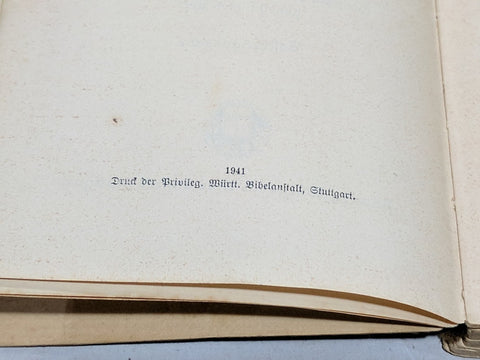 1941
Druck der Privileg. Württ. Bibelanstalt, Stuttgart.